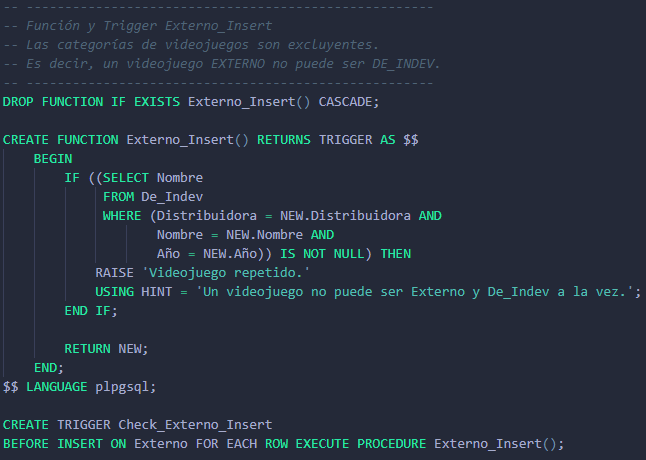 -- ---------------------------------------------------
-- Función y Trigger Externo_Insert
-- Las categorías de videojuegos son excluyentes.
-- Es decir, un videojuego EXTERNO no puede ser DE_INDEV.
-- ---------------------------------------------------
DROP FUNCTION IF EXISTS Externo_Insert() CASCADE;

CREATE FUNCTION Externo_Insert() RETURNS TRIGGER AS $$
    BEGIN
        IF ((SELECT Nombre
             FROM De_Indev
             WHERE (Distribuidora = NEW.Distribuidora AND
                    Nombre = NEW.Nombre AND
                    Año = NEW.Año)) IS NOT NULL) THEN
            RAISE 'Videojuego repetido.'
            USING HINT = 'Un videojuego no puede ser Externo y De_Indev a la vez.';
        END IF;

        RETURN NEW;
    END;
$$ LANGUAGE plpgsql;

CREATE TRIGGER Check_Externo_Insert
BEFORE INSERT ON Externo FOR EACH ROW EXECUTE PROCEDURE Externo_Insert();